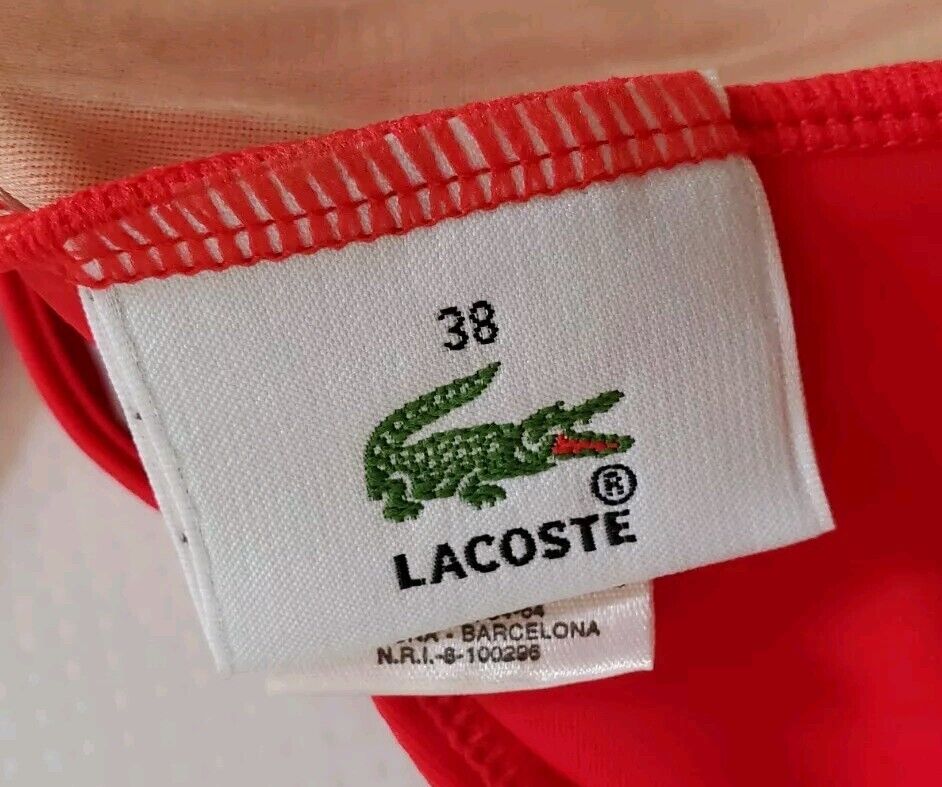 38
®
LACOSTE
BARCELONA
N.R.I.-8-100296